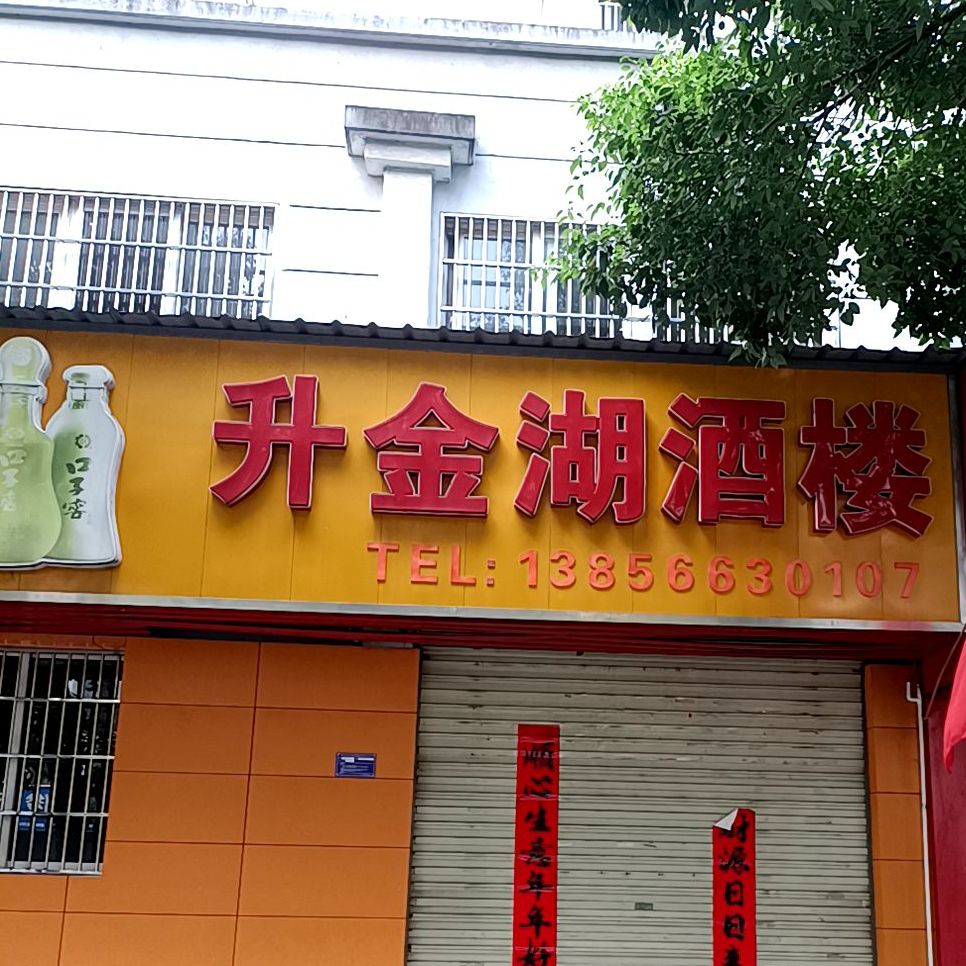 升金湖酒楼
TEL: 13856630107
口子窖
口子窖
顺心生意年年好
财源日日